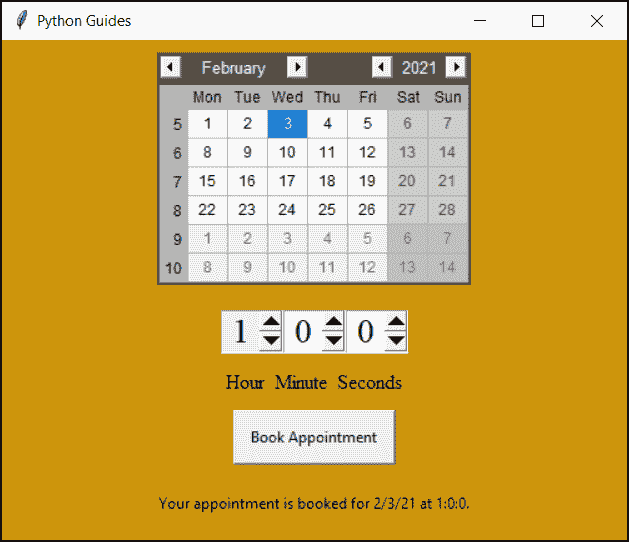 Python Guides
February 2021
Mon Tue Wed Thu Fri Sat Sun
5 1 2 3 4 5 6 7
6 8 9 10 11 12 13 14
7 15 16 17 18 19 20 21
8 22 23 24 25 26 27 28
9 1 2 3 4 5 6 7
10 8 9 10 11 12 13 14
1 0 0
Hour Minute Seconds
Book Appointment
Your appointment is booked for 2/3/21 at 1:0:0.